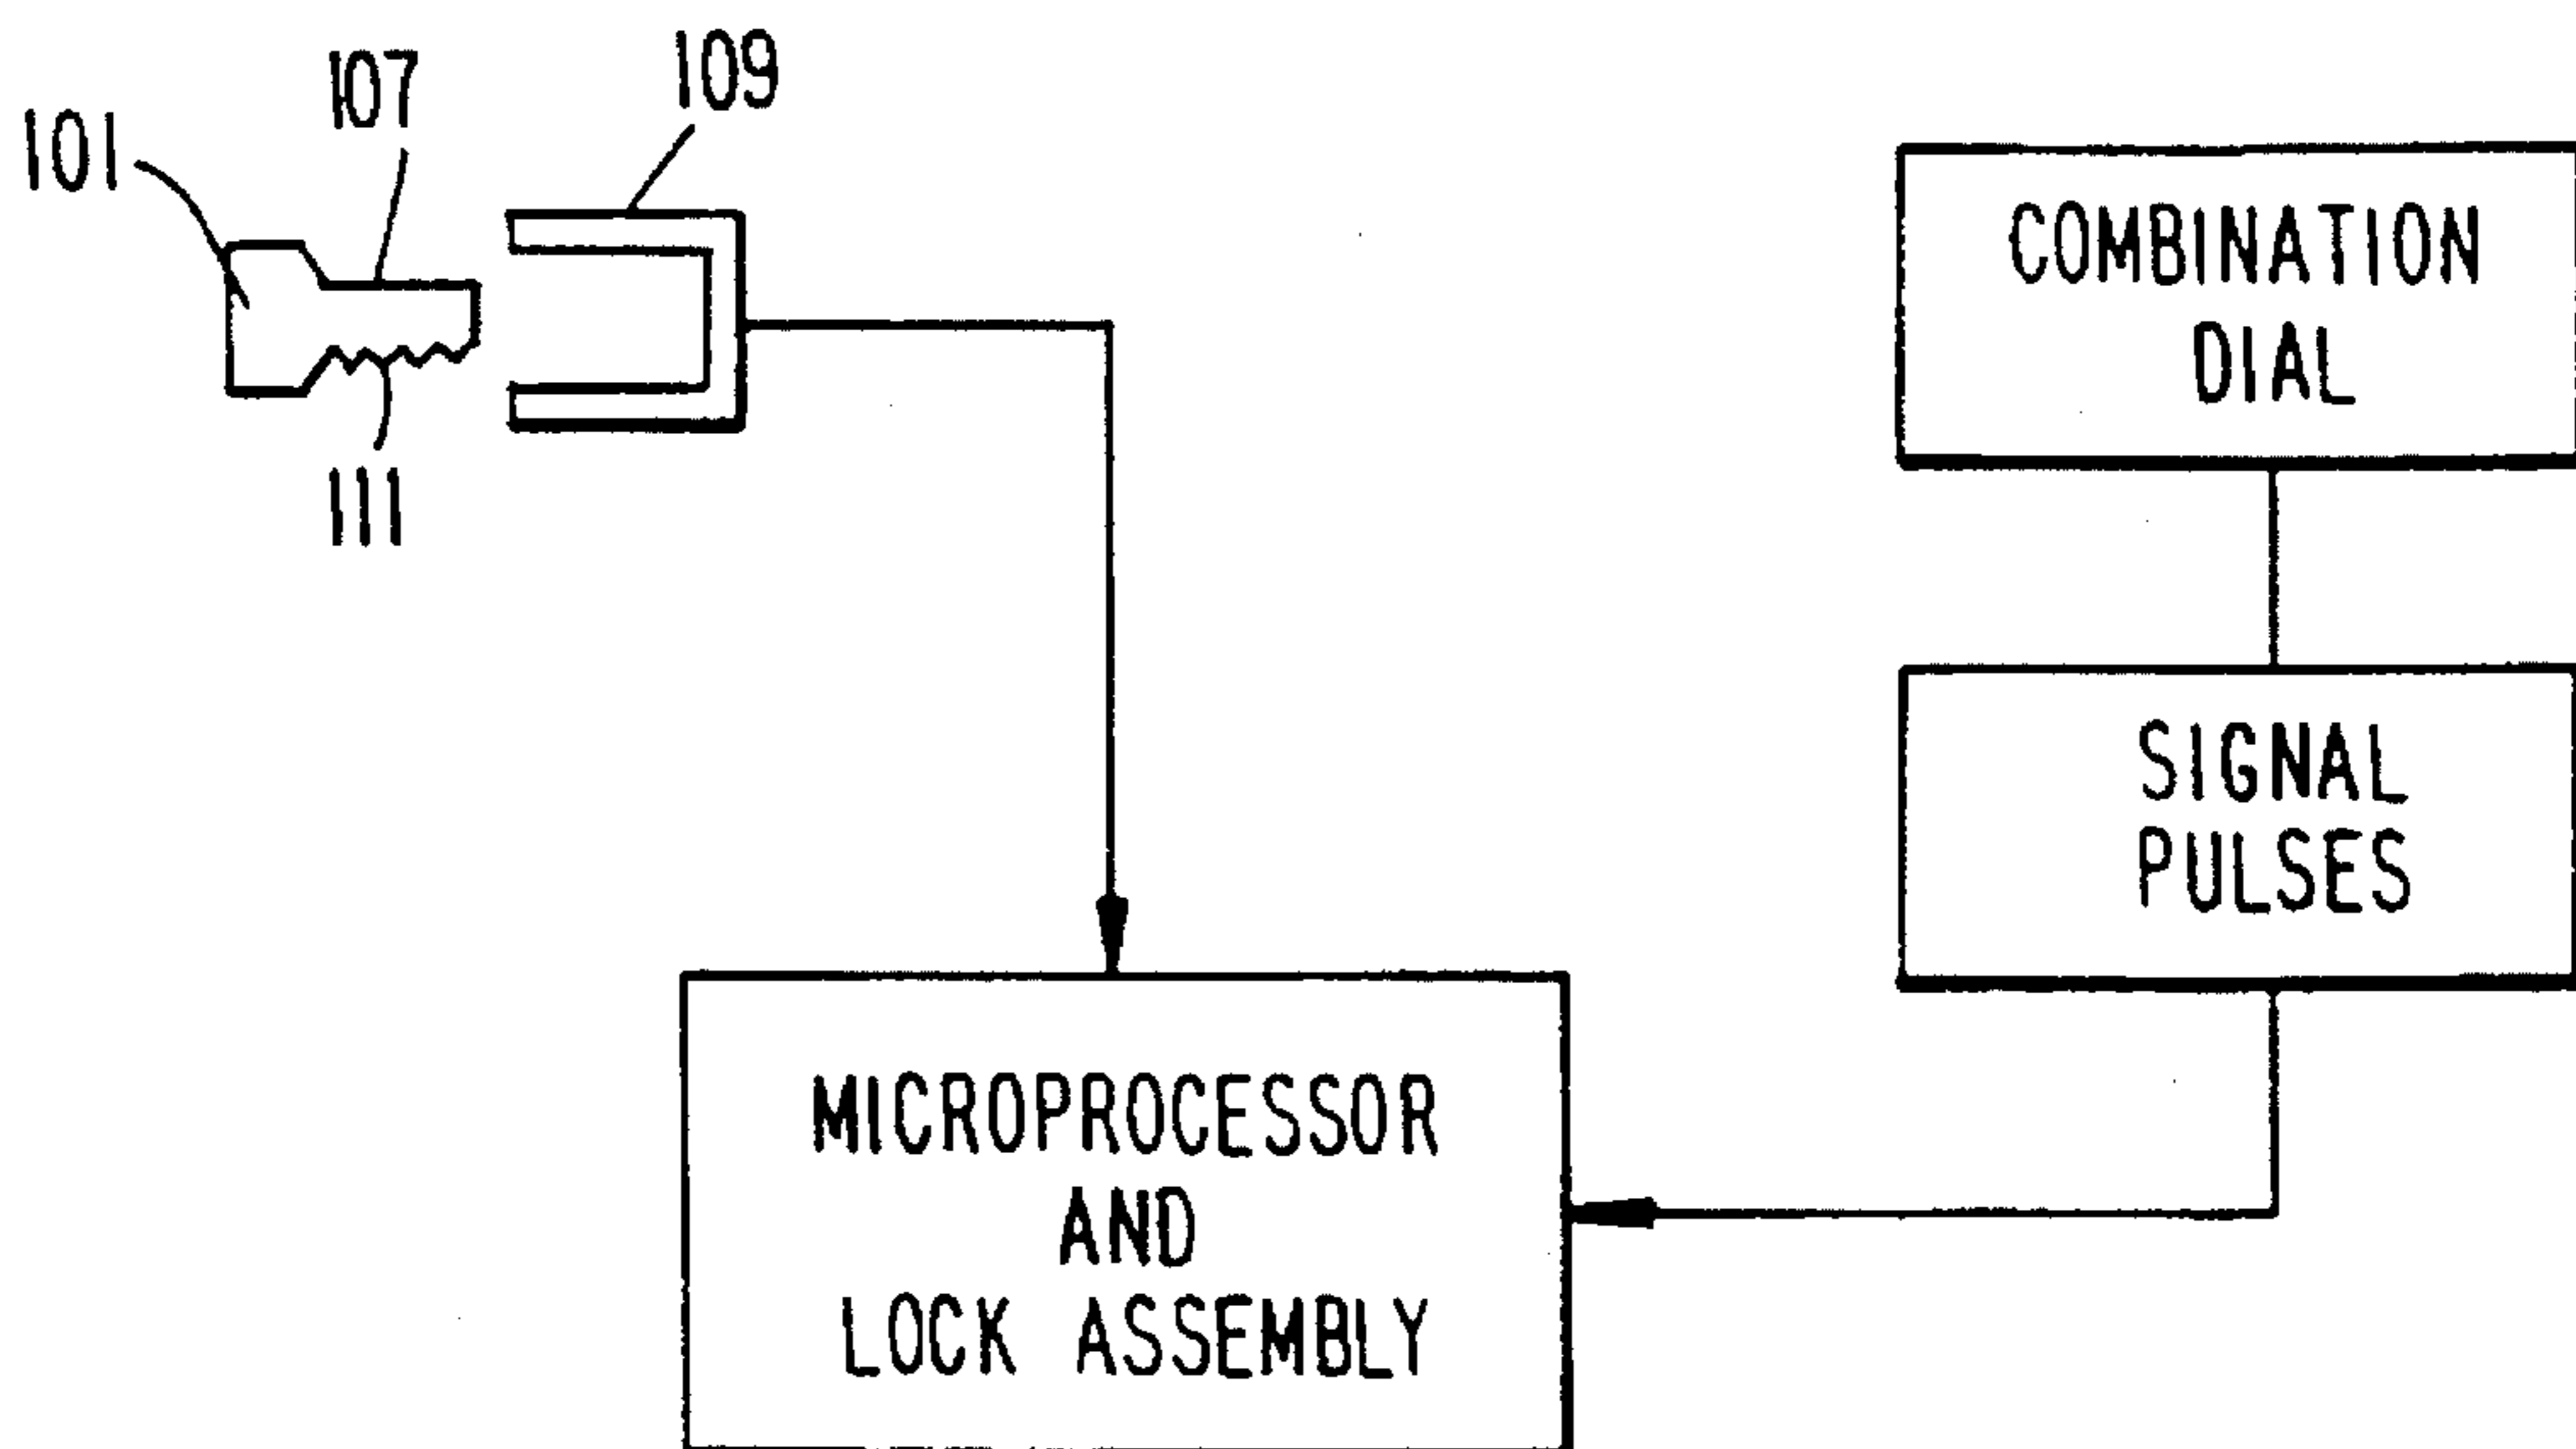 101
107
109
111
COMBINATION
DIAL
SIGNAL
PULSES
MICROPROCESSOR
AND
LOCK ASSEMBLY